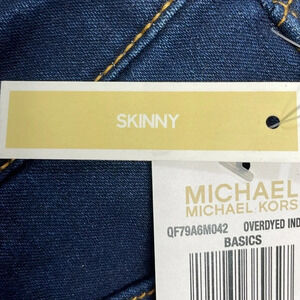 SKINNY
MICHAEL
MICHAEL KORS
QF79A6M042 OVERDYED IND
BASICS